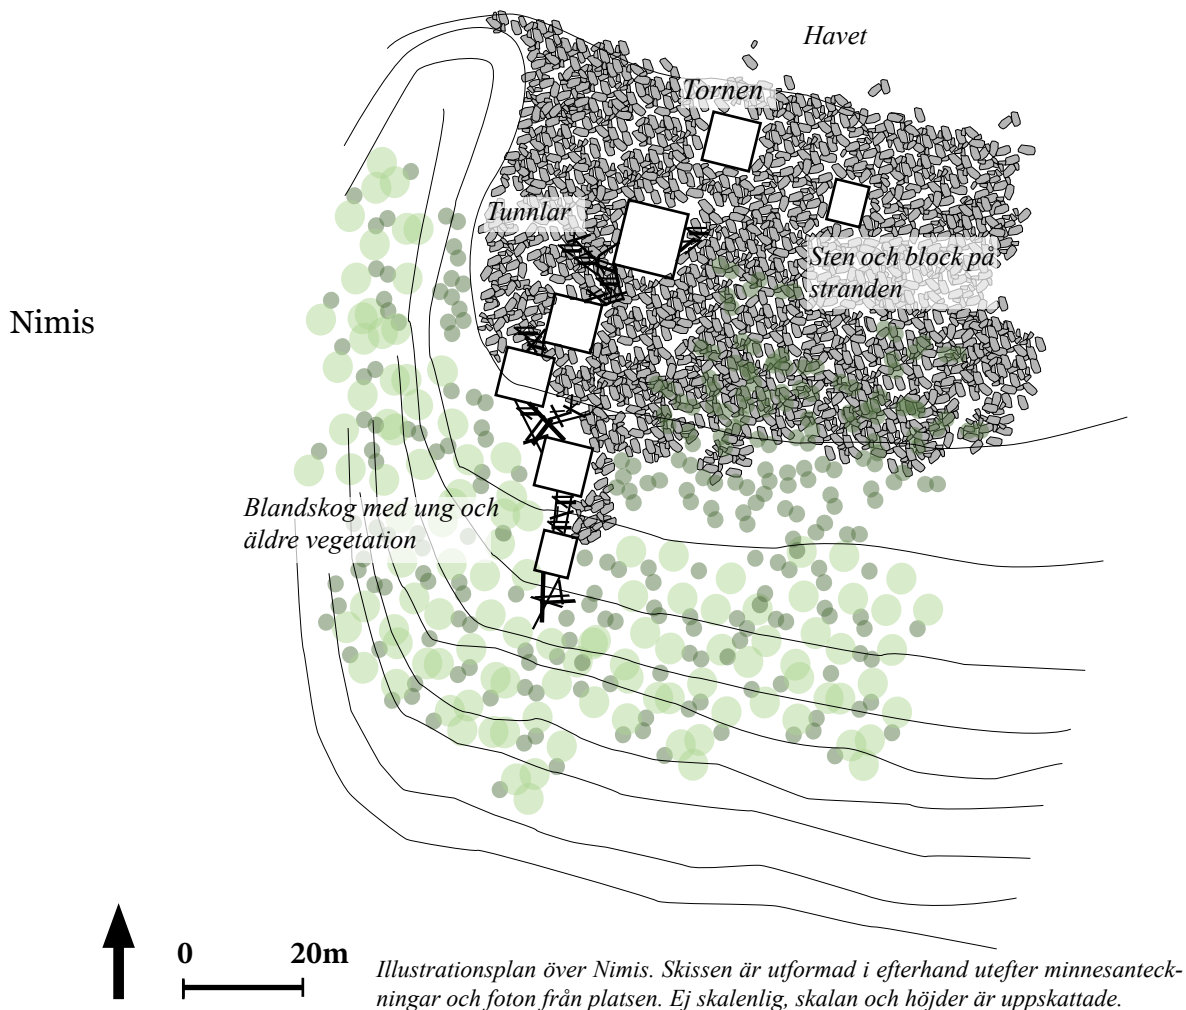 Havet
Tornen
Tunnlar
Sten och block på
stranden
Nimis
Blandskog med ung och
äldre vegetation
0 20m
Illustrationsplan över Nimis. Skissen är utformad i efterhand utefter minnesanteck-
ningar och foton från platsen. Ej skalenlig, skalan och höjder är uppskattade.